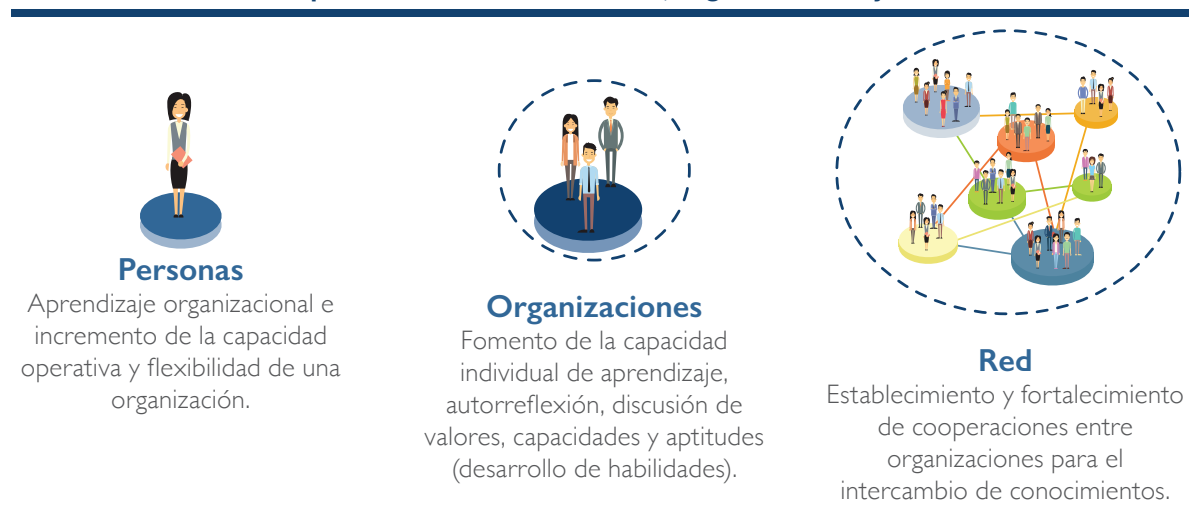 Personas
Aprendizaje organizacional e
incremento de la capacidad
operativa y flexibilidad de una
organización.
Organizaciones
Fomento de la capacidad
individual de aprendizaje,
autorreflexión, discusión de
valores, capacidades y aptitudes
(desarrollo de habilidades).
Red
Establecimiento y fortalecimiento
de cooperaciones entre
organizaciones para el
intercambio de conocimientos.